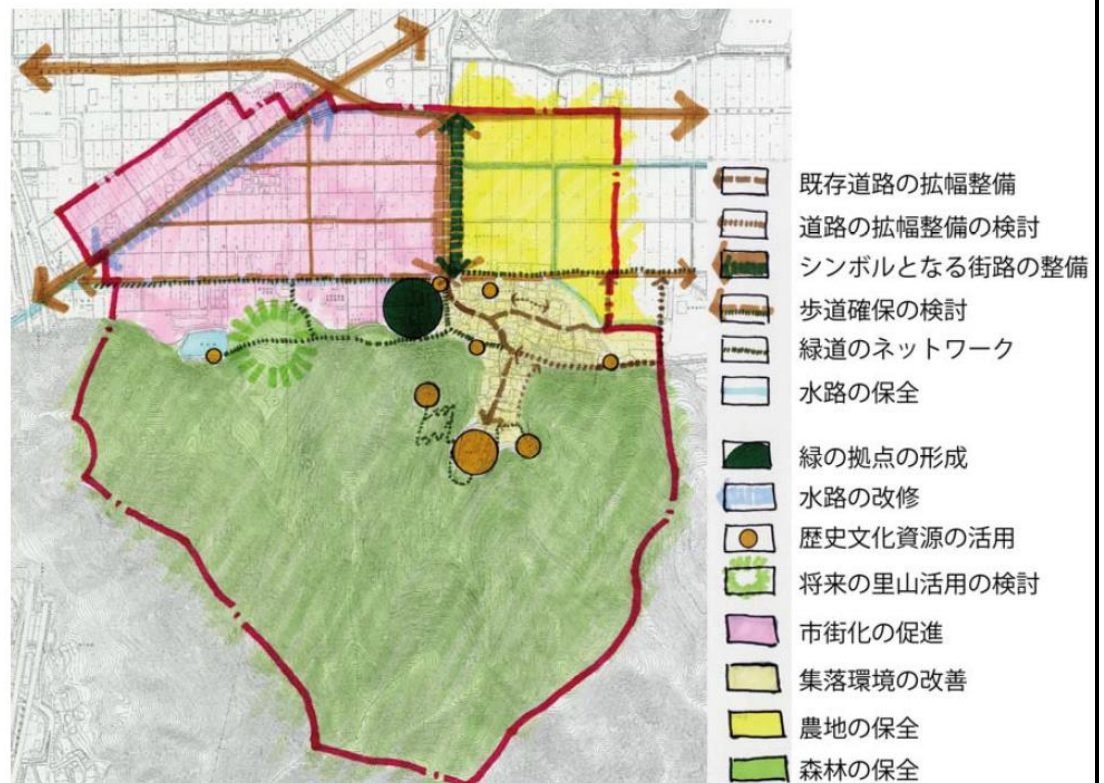 既存道路の拡幅整備
道路の拡幅整備の検討
シンボルとなる街路の整備
歩道確保の検討
緑道のネットワーク
水路の保全
緑の拠点の形成
水路の改修
歴史文化資源の活用
将来の里山活用の検討
市街化の促進
集落環境の改善
農地の保全
森林の保全